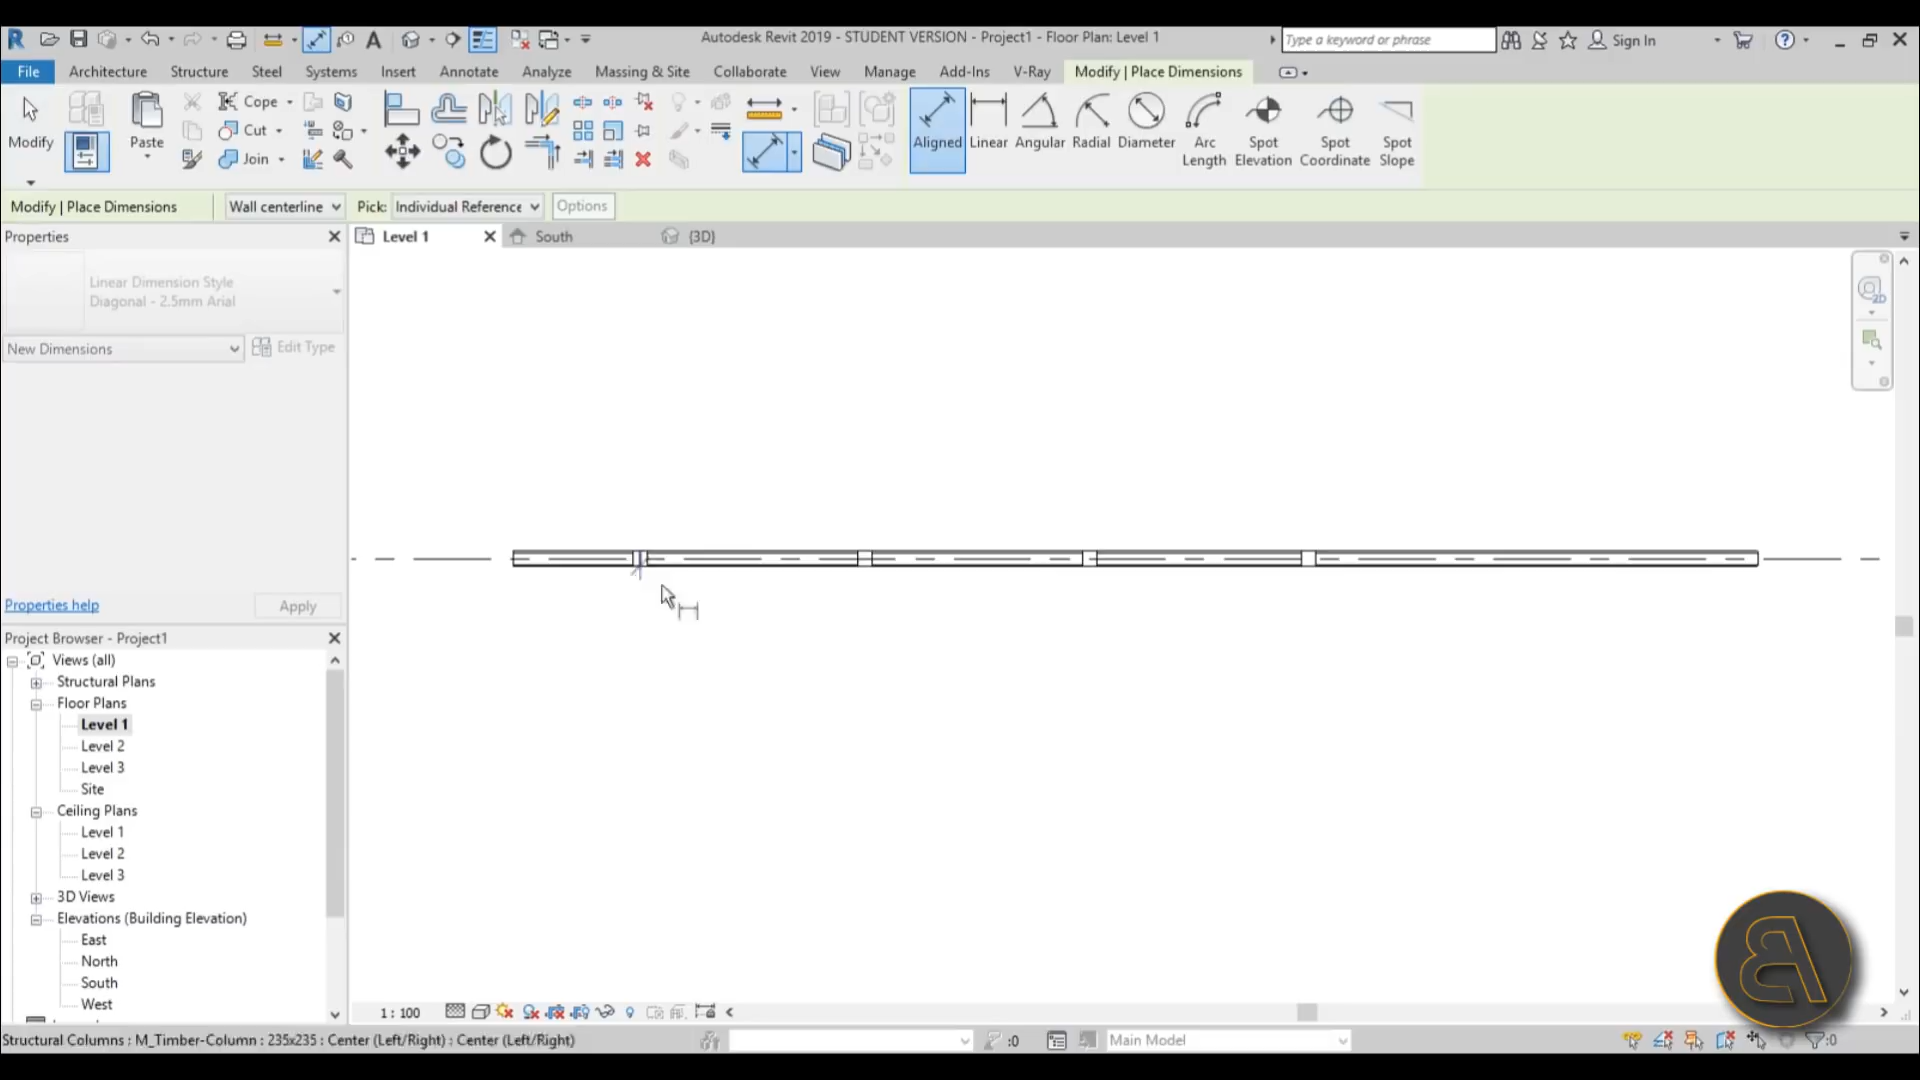 Autodesk Revit 2019 - STUDENT VERSION - Project1 - Floor Plan: Level 1
Type a keyword or phrase
Sign In
File Architecture Structure Steel Systems Insert Annotate Analyze Massing & Site Collaborate View Manage Add-Ins V-Ray Modify | Place Dimensions
Modify
Paste
Cope
Cut
Join
Aligned
Linear
Angular
Radial
Diameter
Arc
Length
Spot
Elevation
Spot
Coordinate
Spot
Slope
Modify | Place Dimensions
Wall centerline
Pick:
Individual Reference
Options
Properties
Level 1
South
{3D}
Linear Dimension Style
Diagonal - 2.5mm Arial
New Dimensions
Edit Type
2D
Properties help
Apply
Project Browser - Project1
Views (all)
Structural Plans
Floor Plans
Level 1
Level 2
Level 3
Site
Ceiling Plans
Level 1
Level 2
Level 3
3D Views
Elevations (Building Elevation)
East
North
South
West
1 : 100
Structural Columns : M_Timber-Column : 235x235 : Center (Left/Right) : Center (Left/Right)
:0
Main Model
:0